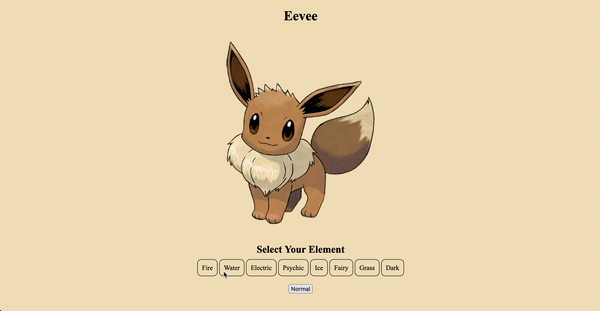 Eevee
Select Your Element
Fire Water Electric Psychic Ice Fairy Grass Dark
Normal